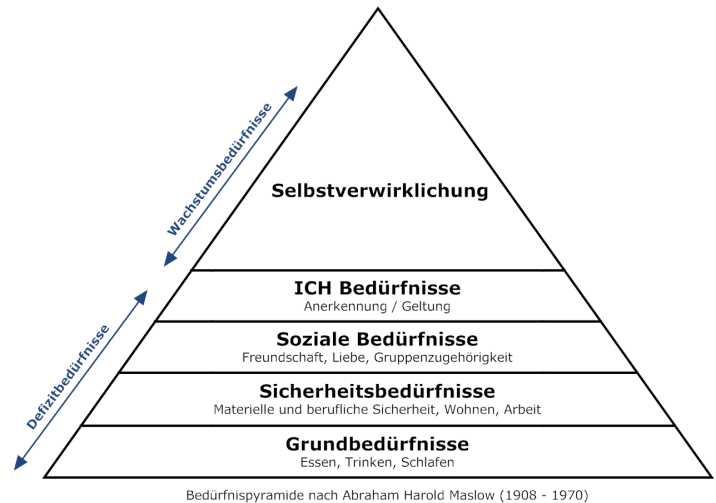 Wachstumsbedürfnisse
Selbstverwirklichung
Defizitbedürfnisse
ICH Bedürfnisse
Anerkennung / Geltung
Soziale Bedürfnisse
Freundschaft, Liebe, Gruppenzugehörigkeit
Sicherheitsbedürfnisse
Materielle und berufliche Sicherheit, Wohnen, Arbeit
Grundbedürfnisse
Essen, Trinken, Schlafen
Bedürfnispyramide nach Abraham Harold Maslow (1908 - 1970)